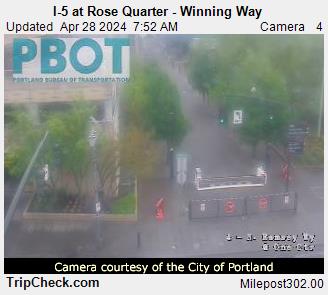 I-5 at Rose Quarter - Winning Way
Updated Apr 28 2024 7:52 AM Camera 4
PBOT
PORTLAND BUREAU OF TRANSPORTATION
Camera courtesy of the City of Portland
TripCheck.com Milepost302.00